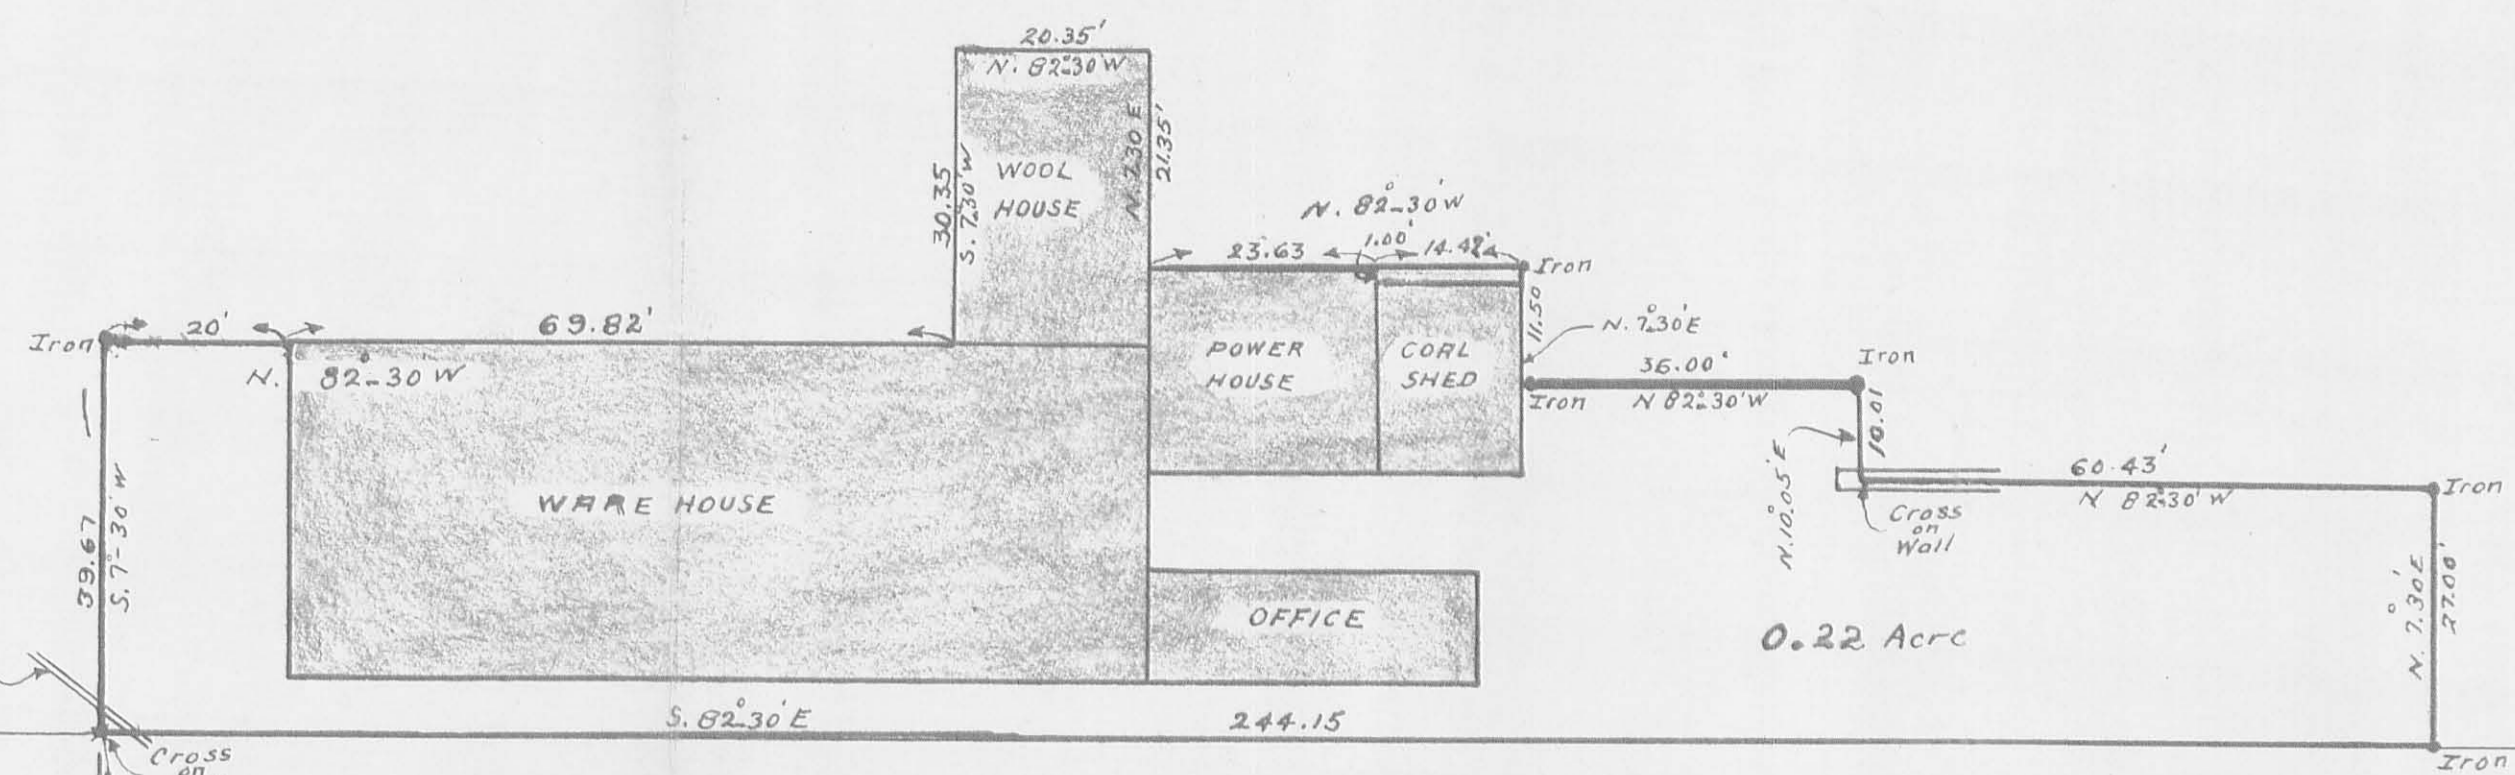 20.35'
N. 82°30'W
30.35
S. 7°30'W
WOOL
HOUSE
N. 7°30'E
21.35'
N. 82°-30'W
23.63
1.00'
14.42'
Iron
11.50
N. 7°30'E
Iron
20'
69.82'
N. 82°-30'W
POWER
HOUSE
COAL
SHED
36.00'
Iron
Iron
N 82°30'W
10.01
N. 10°.05'E
39.67
S. 7°-30'W
WARE HOUSE
60.43'
N 82°30'W
Iron
Cross
on
Wall
OFFICE
0.22 Acre
N. 7°30'E
27.00'
S. 82°30'E
244.15
Cross
on
Iron